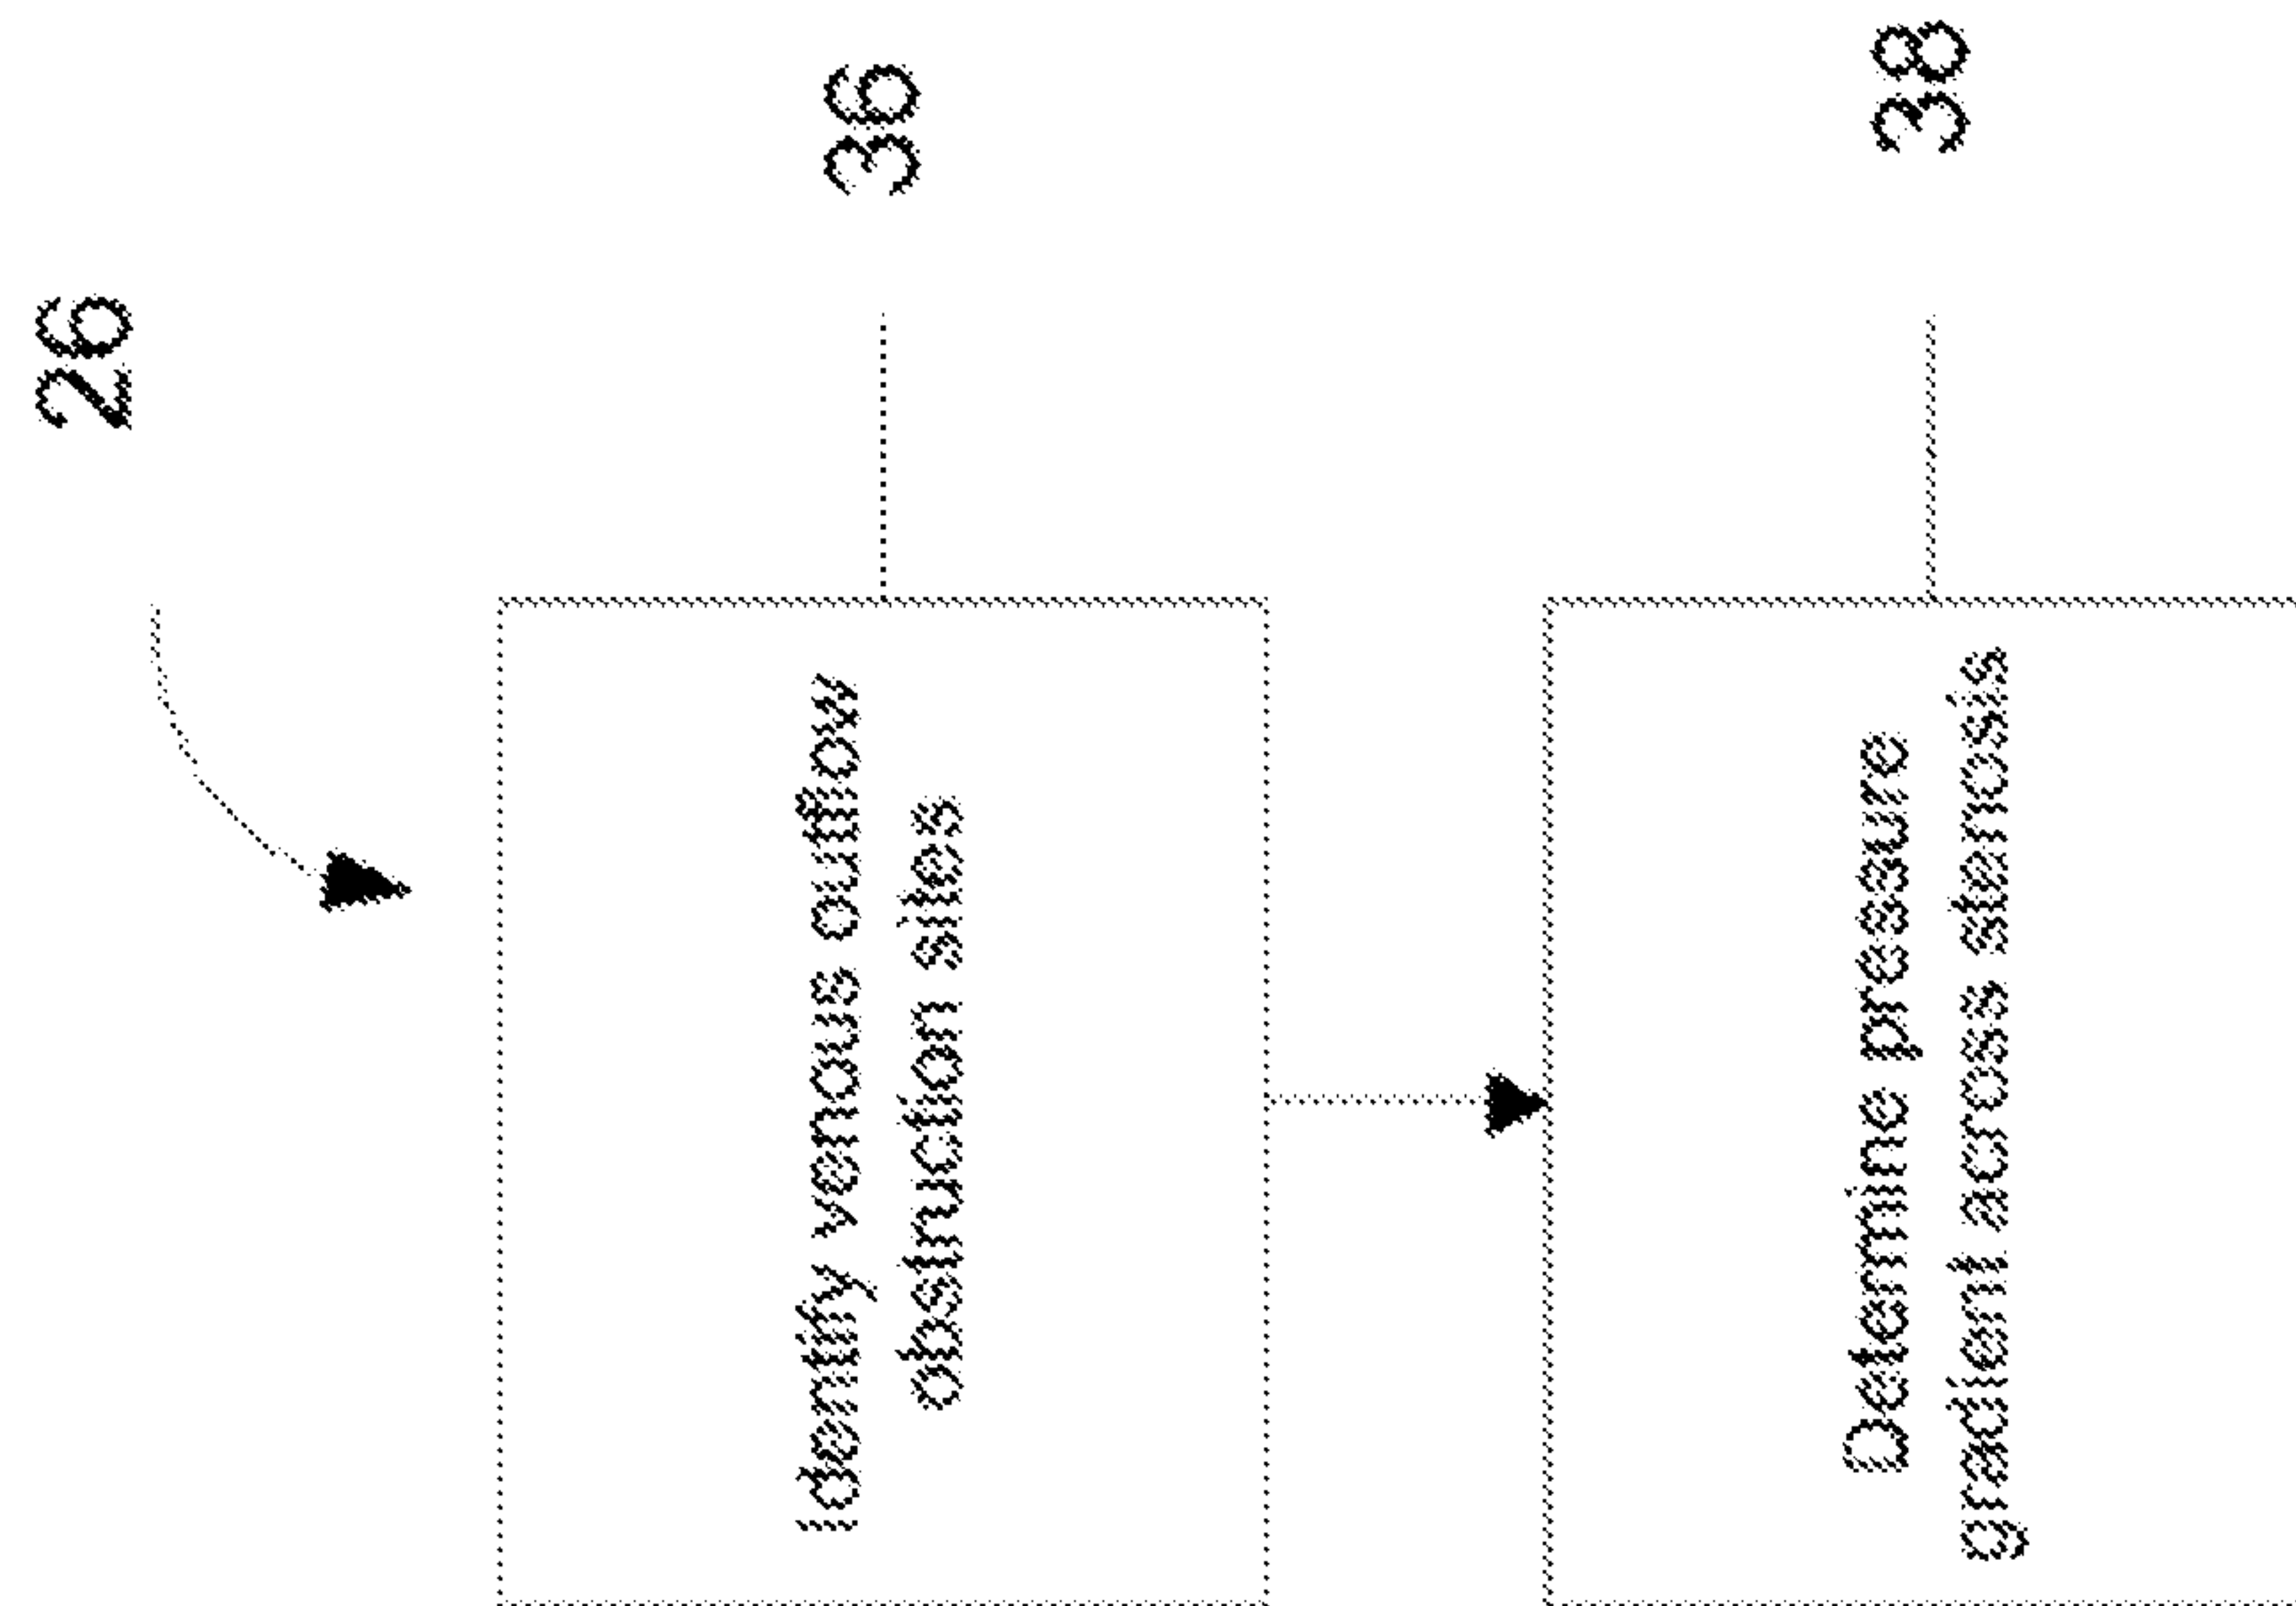 26
36
Identify venous outflow
obstruction sites
38
Determine pressure
gradient across stenosis